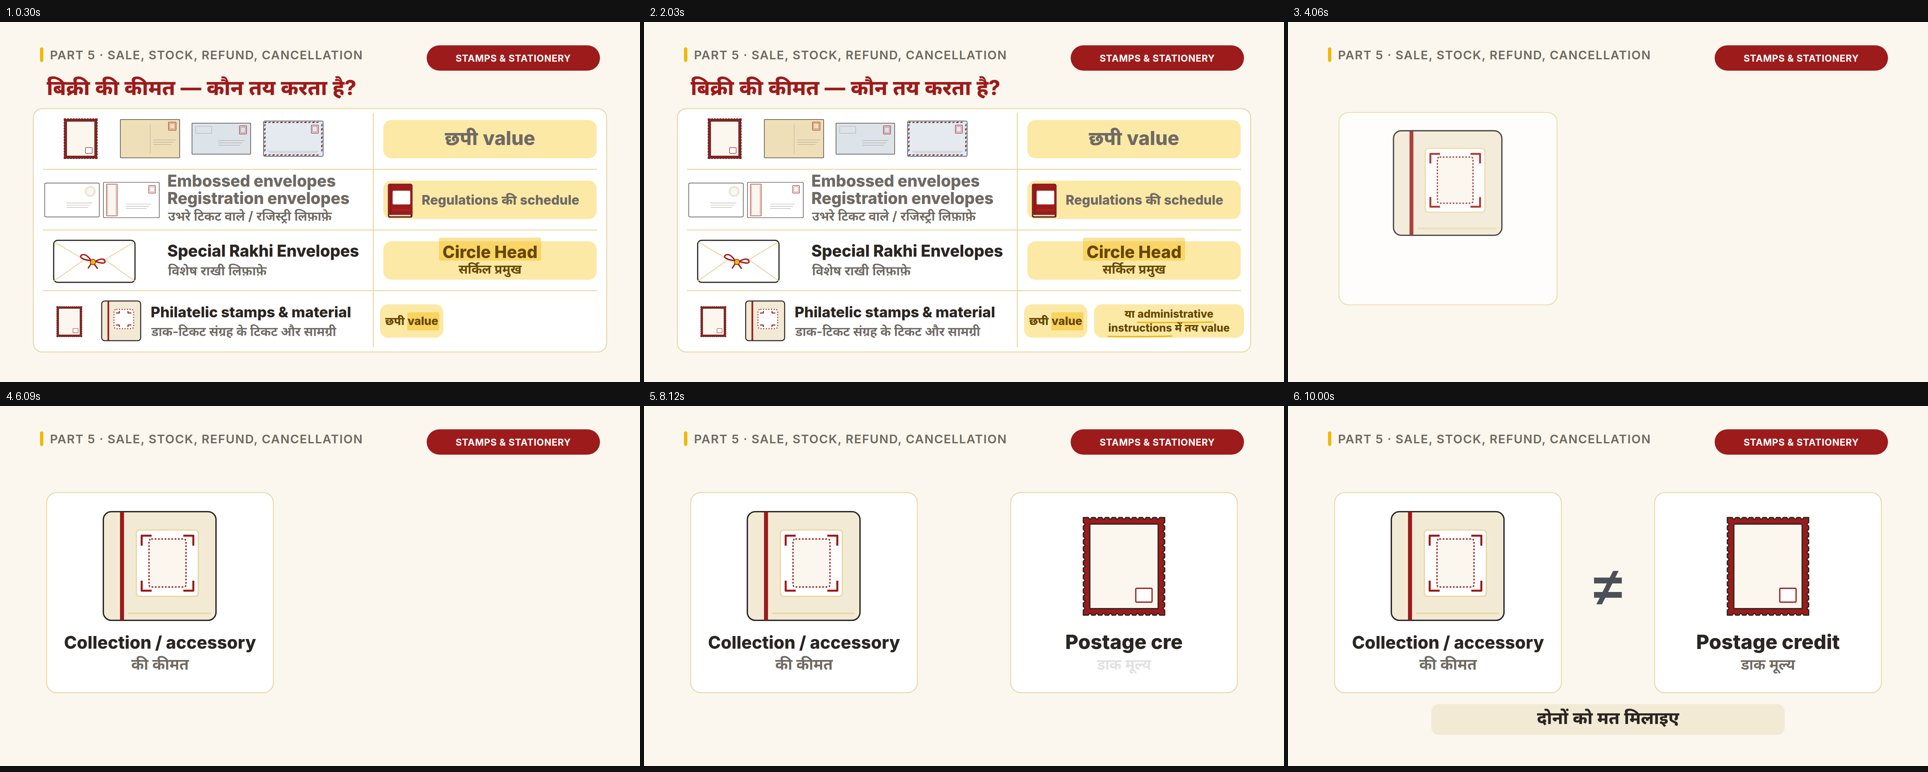 1. 0.30s
PART 5 · SALE, STOCK, REFUND, CANCELLATION
STAMPS & STATIONERY
बिक्री की कीमत — कौन तय करता है?
छपी value
Embossed envelopes
Registration envelopes
उभरे टिकट वाले / रजिस्ट्री लिफ़ाफ़े
Regulations की schedule
Special Rakhi Envelopes
विशेष राखी लिफ़ाफ़े
Circle Head
सर्किल प्रमुख
Philatelic stamps & material
डाक-टिकट संग्रह के टिकट और सामग्री
छपी value
2. 2.03s
PART 5 · SALE, STOCK, REFUND, CANCELLATION
STAMPS & STATIONERY
बिक्री की कीमत — कौन तय करता है?
छपी value
Embossed envelopes
Registration envelopes
उभरे टिकट वाले / रजिस्ट्री लिफ़ाफ़े
Regulations की schedule
Special Rakhi Envelopes
विशेष राखी लिफ़ाफ़े
Circle Head
सर्किल प्रमुख
Philatelic stamps & material
डाक-टिकट संग्रह के टिकट और सामग्री
छपी value
या administrative
instructions में तय value
3. 4.06s
PART 5 · SALE, STOCK, REFUND, CANCELLATION
STAMPS & STATIONERY
4. 6.09s
PART 5 · SALE, STOCK, REFUND, CANCELLATION
STAMPS & STATIONERY
Collection / accessory
की कीमत
5. 8.12s
PART 5 · SALE, STOCK, REFUND, CANCELLATION
STAMPS & STATIONERY
Collection / accessory
की कीमत
Postage cre
डाक मूल्य
6. 10.00s
PART 5 · SALE, STOCK, REFUND, CANCELLATION
STAMPS & STATIONERY
Collection / accessory
की कीमत
≠
Postage credit
डाक मूल्य
दोनों को मत मिलाइए